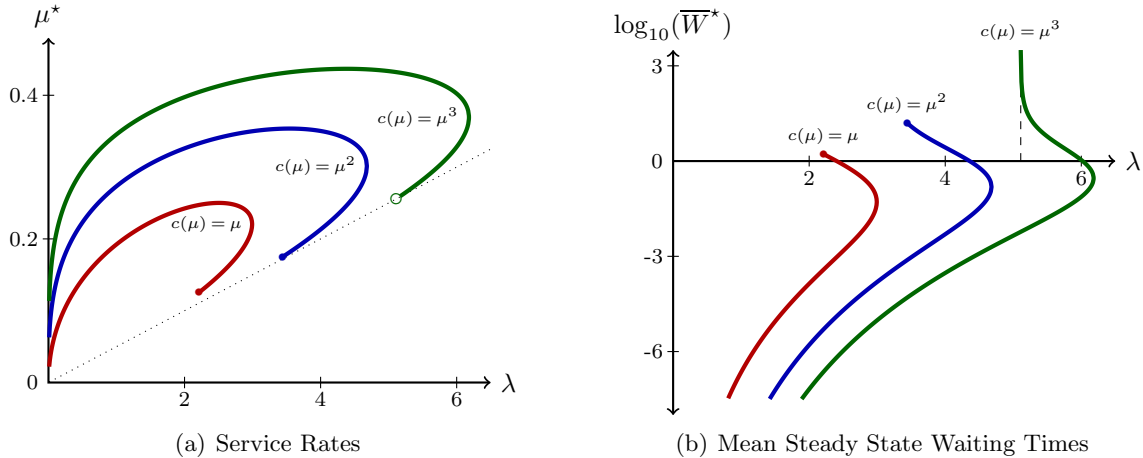 μ⋆
0.4
0.2
0
2
4
6
λ
c(μ) = μ³
c(μ) = μ²
c(μ) = μ
(a) Service Rates
log₁₀(W̅⋆)
c(μ) = μ³
3
c(μ) = μ²
c(μ) = μ
0
2
4
6
λ
-3
-6
(b) Mean Steady State Waiting Times